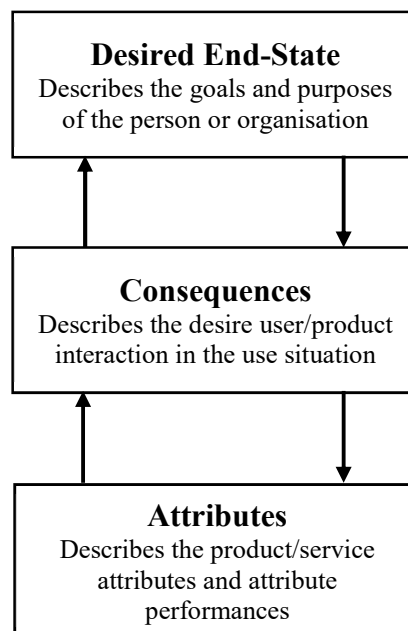 Desired End-State
Describes the goals and purposes
of the person or organisation
Consequences
Describes the desire user/product
interaction in the use situation
Attributes
Describes the product/service
attributes and attribute
performances